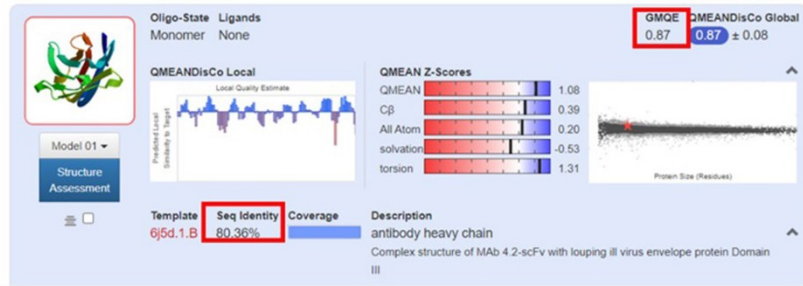 Oligo-State Ligands
Monomer None
GMQE QMEANDisCo Global
0.87 0.87 ± 0.08
QMEANDisCo Local
Local Quality Estimate
Predicted Local
Similarity to Target
QMEAN Z-Scores
QMEAN 1.08
Cβ 0.39
All Atom 0.20
solvation -0.53
torsion 1.31
Protein Size (Residues)
Model 01
Structure
Assessment
Template Seq Identity Coverage Description
6j5d.1.B 80.36% antibody heavy chain
Complex structure of MAb 4.2-scFv with louping ill virus envelope protein Domain
III